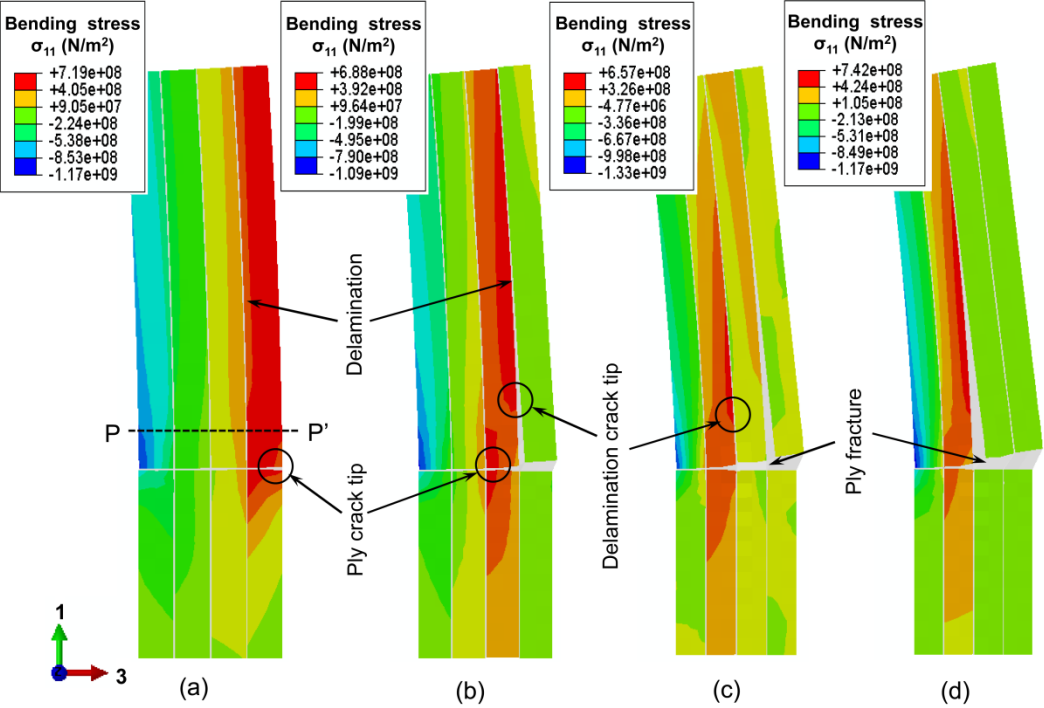 Bending stress
σ11 (N/m²)
+7.19e+08
+4.05e+08
+9.05e+07
-2.24e+08
-5.38e+08
-8.53e+08
-1.17e+09
Bending stress
σ11 (N/m²)
+6.88e+08
+3.92e+08
+9.64e+07
-1.99e+08
-4.95e+08
-7.90e+08
-1.09e+09
Bending stress
σ11 (N/m²)
+6.57e+08
+3.26e+08
-4.77e+06
-3.36e+08
-6.67e+08
-9.98e+08
-1.33e+09
Bending stress
σ11 (N/m²)
+7.42e+08
+4.24e+08
+1.05e+08
-2.13e+08
-5.31e+08
-8.49e+08
-1.17e+09
Delamination
P
P'
Ply crack tip
Delamination crack tip
Ply fracture
1
2
3
(a)
(b)
(c)
(d)